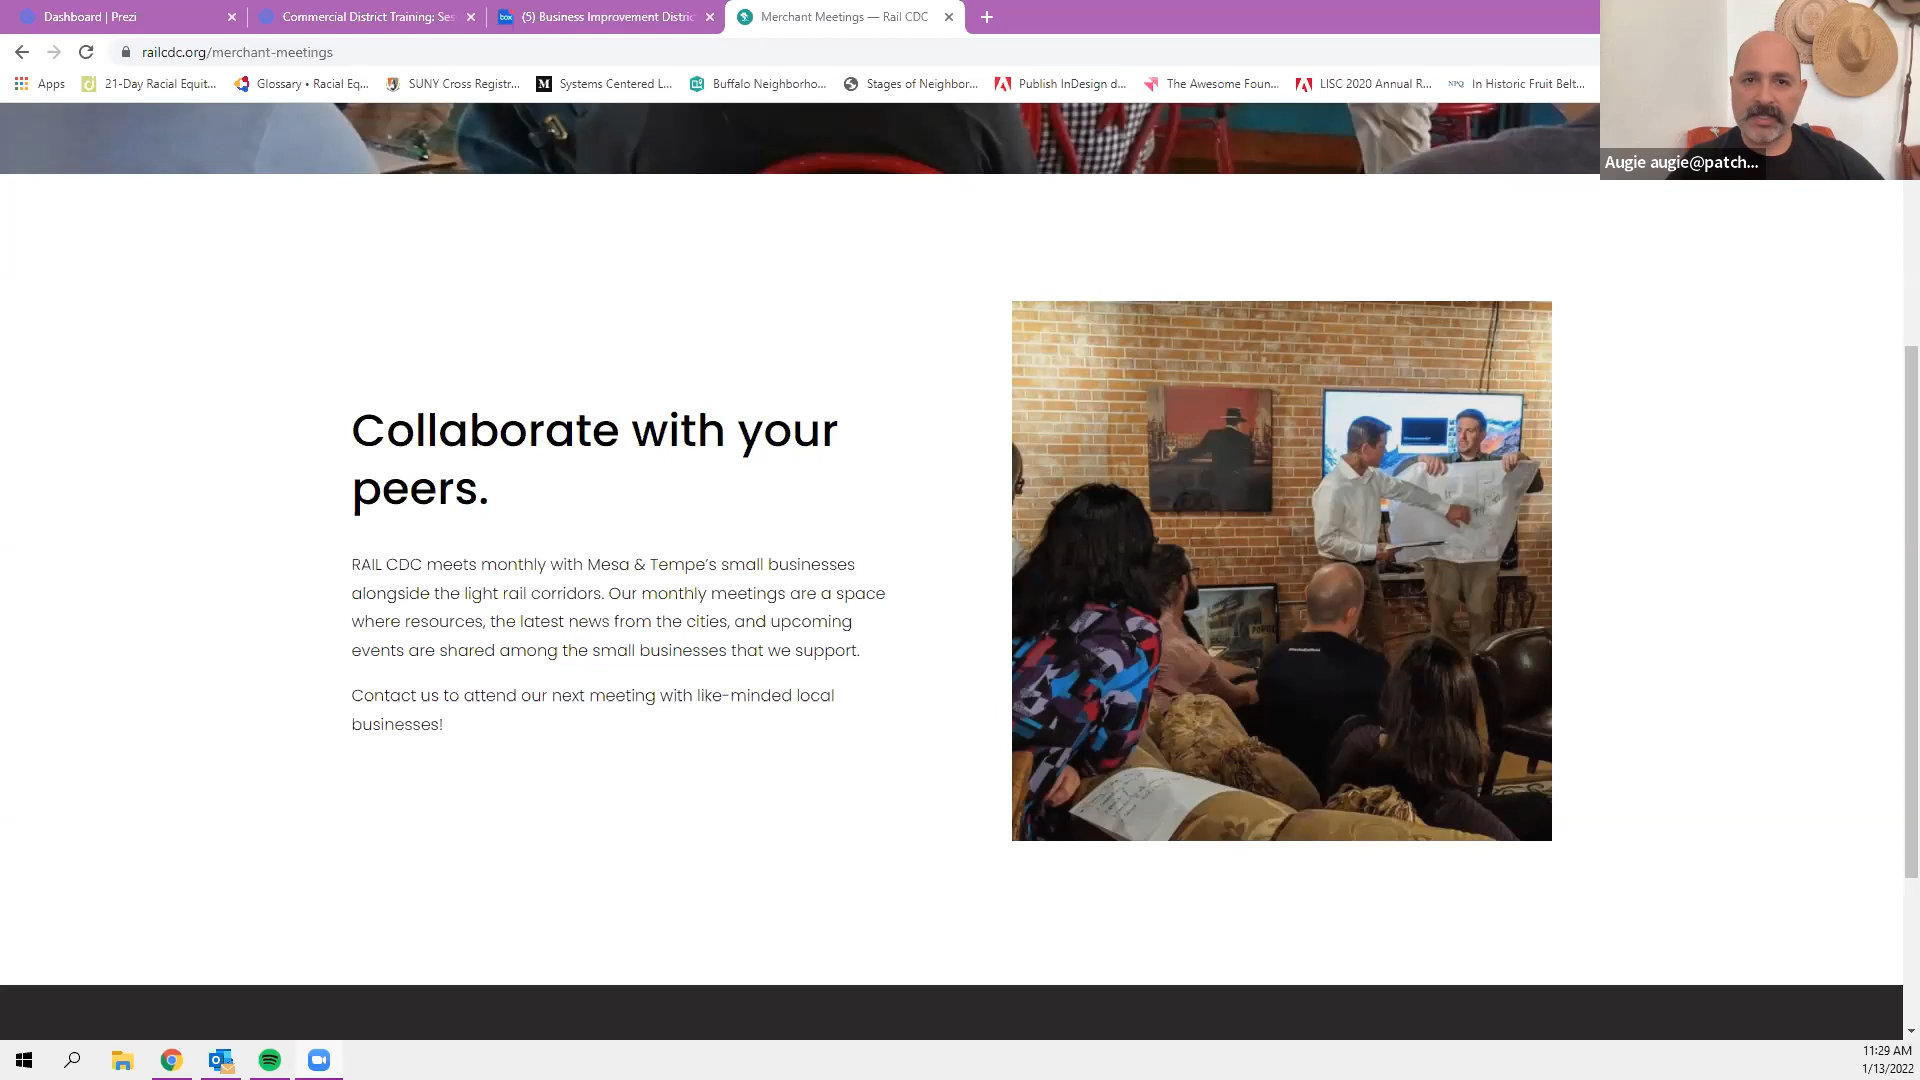 Dashboard | Prezi
Commercial District Training: Ses
box
(5) Business Improvement Distric
Merchant Meetings — Rail CDC
railcdc.org/merchant-meetings
Apps
21-Day Racial Equit...
Glossary • Racial Eq...
SUNY Cross Registr...
M
Systems Centered L...
Buffalo Neighborho...
Stages of Neighbor...
Publish InDesign d...
The Awesome Foun...
LISC 2020 Annual R...
NPQ
In Historic Fruit Belt...
Augie augie@patch...
Collaborate with your
peers.
RAIL CDC meets monthly with Mesa & Tempe's small businesses
alongside the light rail corridors. Our monthly meetings are a space
where resources, the latest news from the cities, and upcoming
events are shared among the small businesses that we support.
Contact us to attend our next meeting with like-minded local
businesses!
11:29 AM
1/13/2022